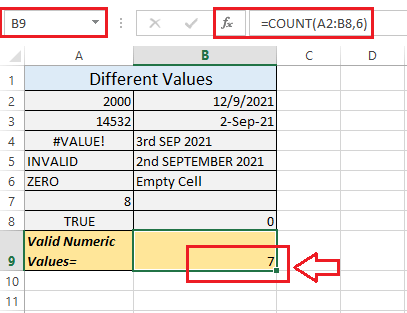 B9 fx =COUNT(A2:B8,6)
A B C D
1 Different Values
2 2000 12/9/2021
3 14532 2-Sep-21
4 #VALUE! 3rd SEP 2021
5 INVALID 2nd SEPTEMBER 2021
6 ZERO Empty Cell
7 8
8 TRUE 0
Valid Numeric
9 Values= 7
10
11